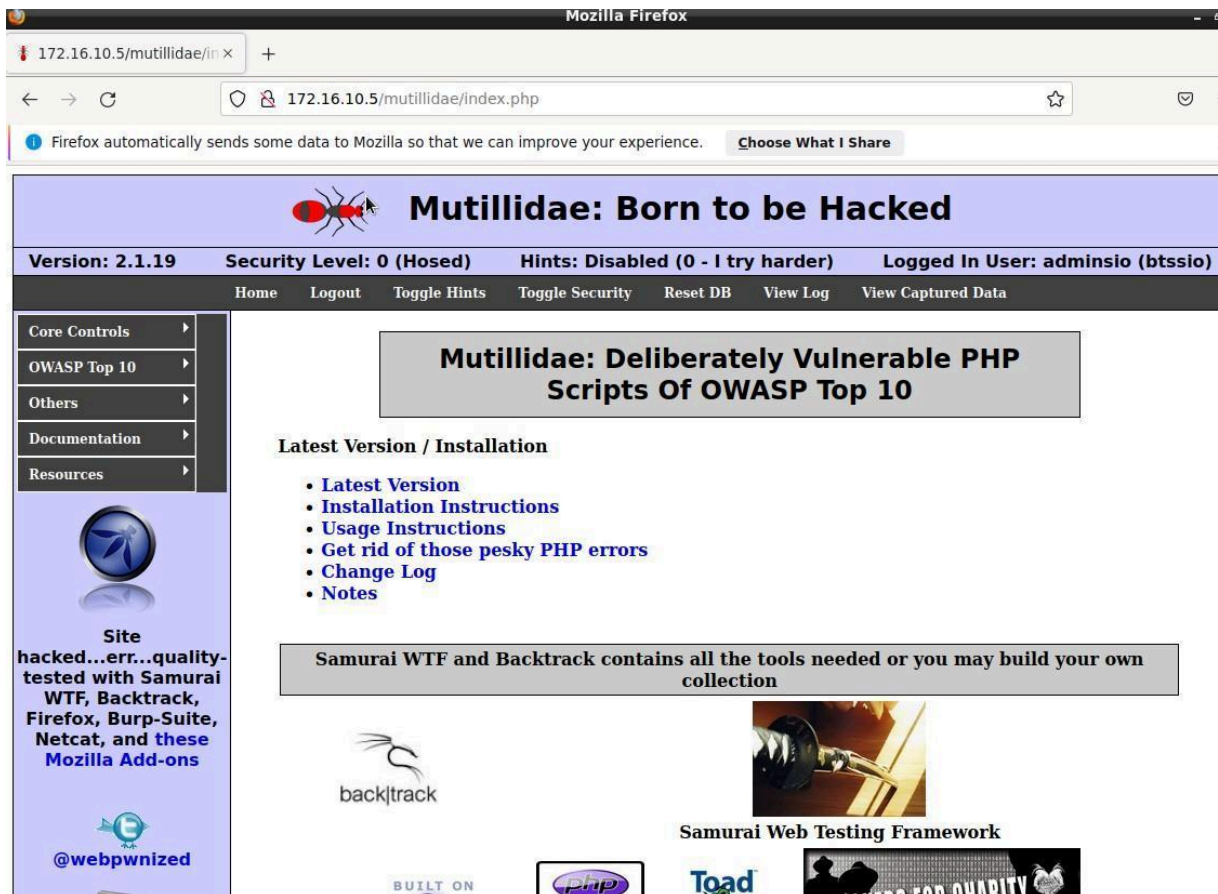 Mozilla Firefox
172.16.10.5/mutillidae/in
172.16.10.5/mutillidae/index.php
Firefox automatically sends some data to Mozilla so that we can improve your experience. Choose What I Share
Mutillidae: Born to be Hacked
Version: 2.1.19 Security Level: 0 (Hosed) Hints: Disabled (0 - I try harder) Logged In User: adminsio (btssio)
Home Logout Toggle Hints Toggle Security Reset DB View Log View Captured Data
Core Controls
OWASP Top 10
Others
Documentation
Resources
Site
hacked...err...quality-
tested with Samurai
WTF, Backtrack,
Firefox, Burp-Suite,
Netcat, and these
Mozilla Add-ons
@webpwnized
Mutillidae: Deliberately Vulnerable PHP
Scripts Of OWASP Top 10
Latest Version / Installation
• Latest Version
• Installation Instructions
• Usage Instructions
• Get rid of those pesky PHP errors
• Change Log
• Notes
Samurai WTF and Backtrack contains all the tools needed or you may build your own
collection
back|track
Samurai Web Testing Framework
BUILT ON
php
Toad
FOR CHARITY